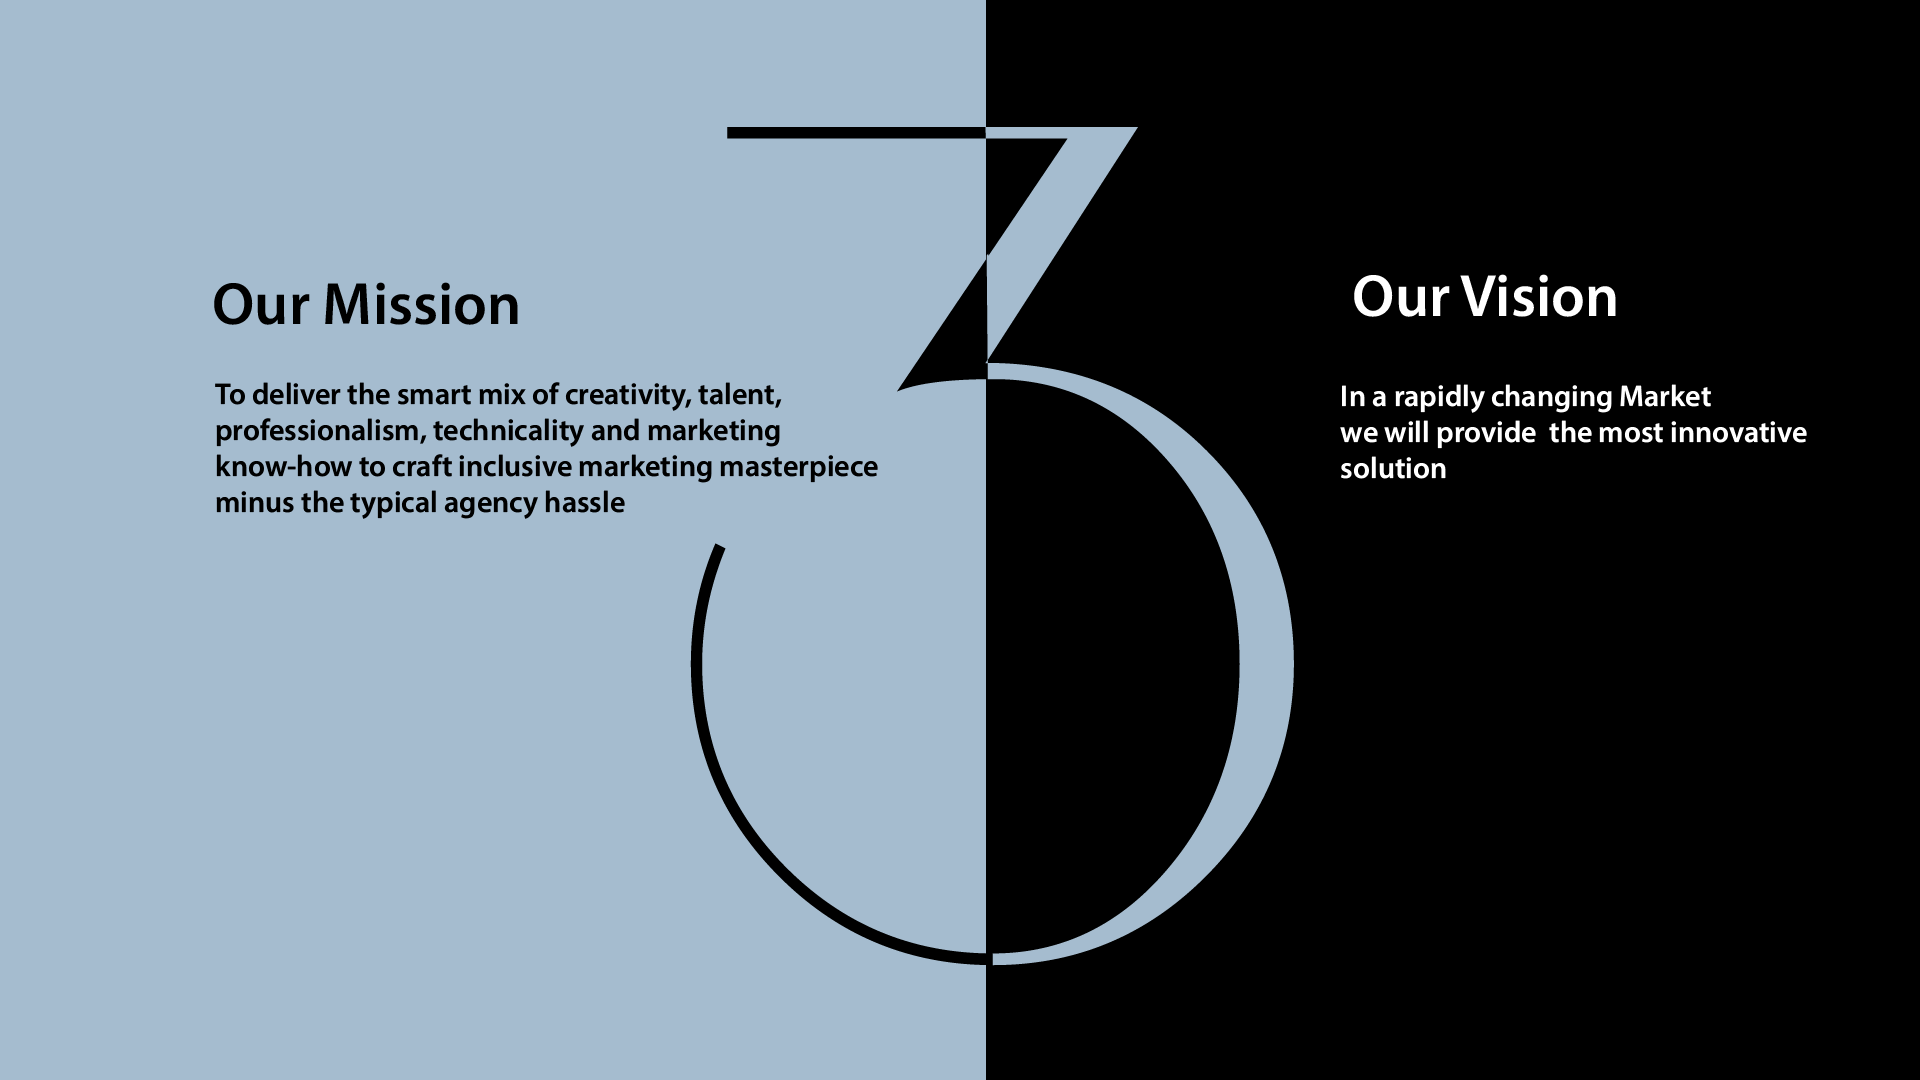 3
Our Mission
To deliver the smart mix of creativity, talent,
professionalism, technicality and marketing
know-how to craft inclusive marketing masterpiece
minus the typical agency hassle
Our Vision
In a rapidly changing Market
we will provide  the most innovative
solution